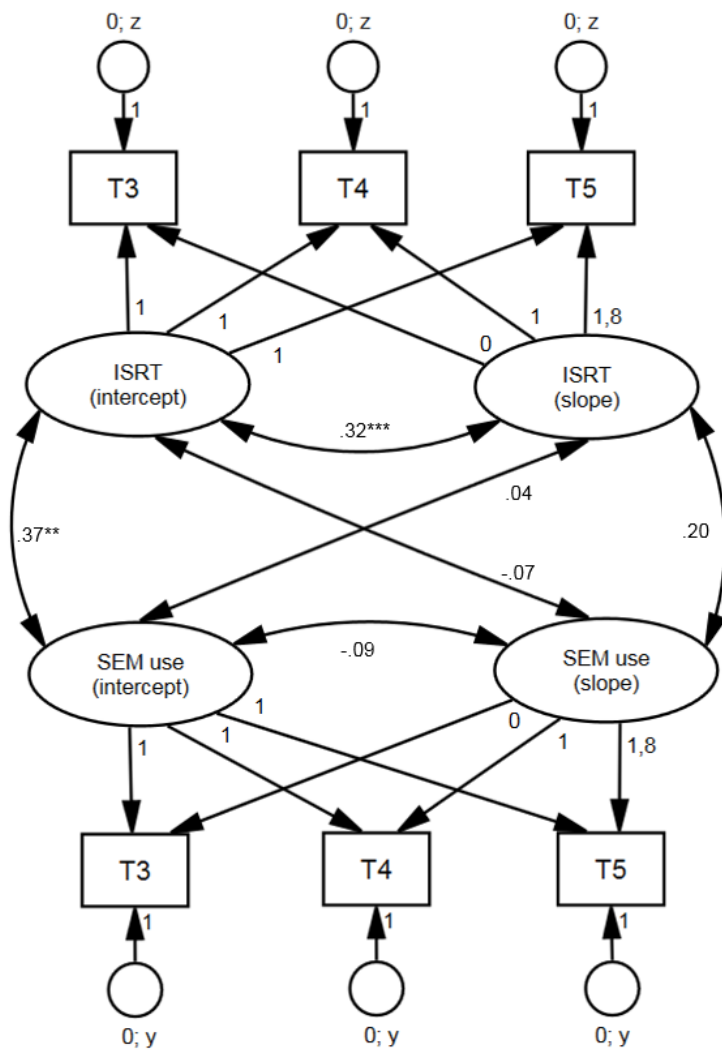 0; z 0; z 0; z
1 1 1
T3 T4 T5
1 1 1 0 1 1,8
ISRT
(intercept)
ISRT
(slope)
.32***
.04
.37**
.20
-.07
-.09
SEM use
(intercept)
SEM use
(slope)
1 1 1 0 1 1,8
T3 T4 T5
1 1 1
0; y 0; y 0; y